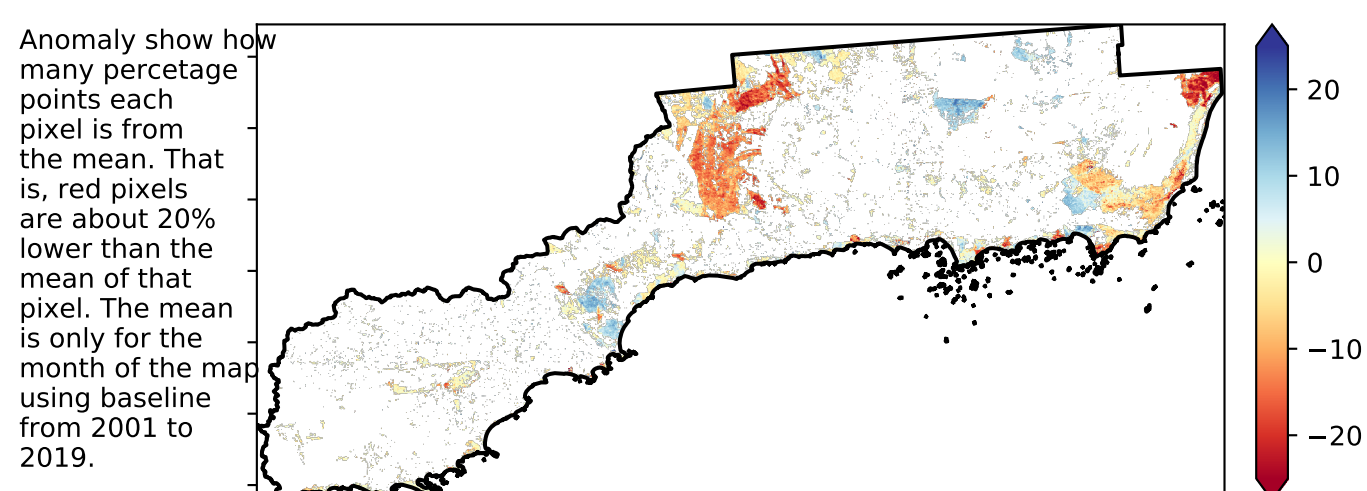 Anomaly show how
many percetage
points each
pixel is from
the mean. That
is, red pixels
are about 20%
lower than the
mean of that
pixel. The mean
is only for the
month of the map
using baseline
from 2001 to
2019.
20
10
0
−10
−20